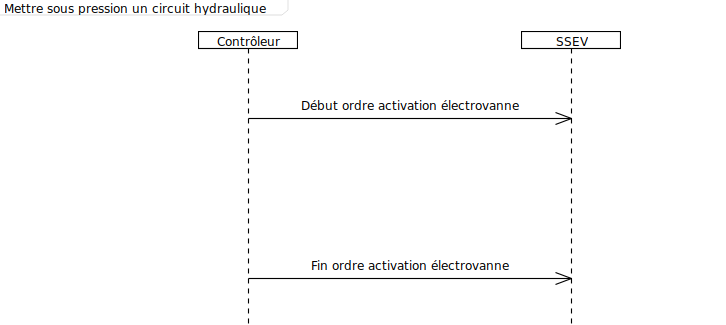 Mettre sous pression un circuit hydraulique
Contrôleur
SSEV
Début ordre activation électrovanne
Fin ordre activation électrovanne